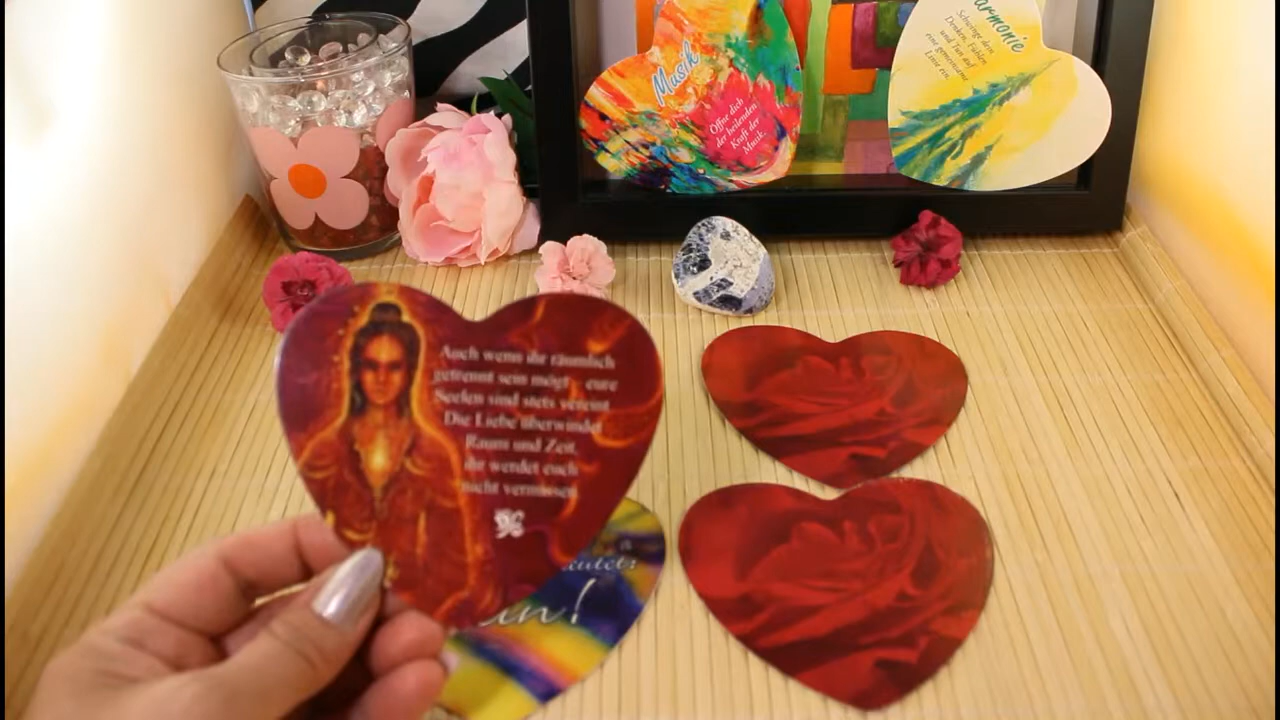 Musik
Öffne dich
der heilenden
Kraft der
Musik.
armonie
Schwinge dein
Denken, Fühlen
und Tun auf
eine gemeinsame
Linie ein.
Auch wenn ihr räumlich
getrennt sein mögt – eure
Seelen sind stets vereint.
Die Liebe überwindet
Raum und Zeit,
ihr werdet euch
nicht vermissen.